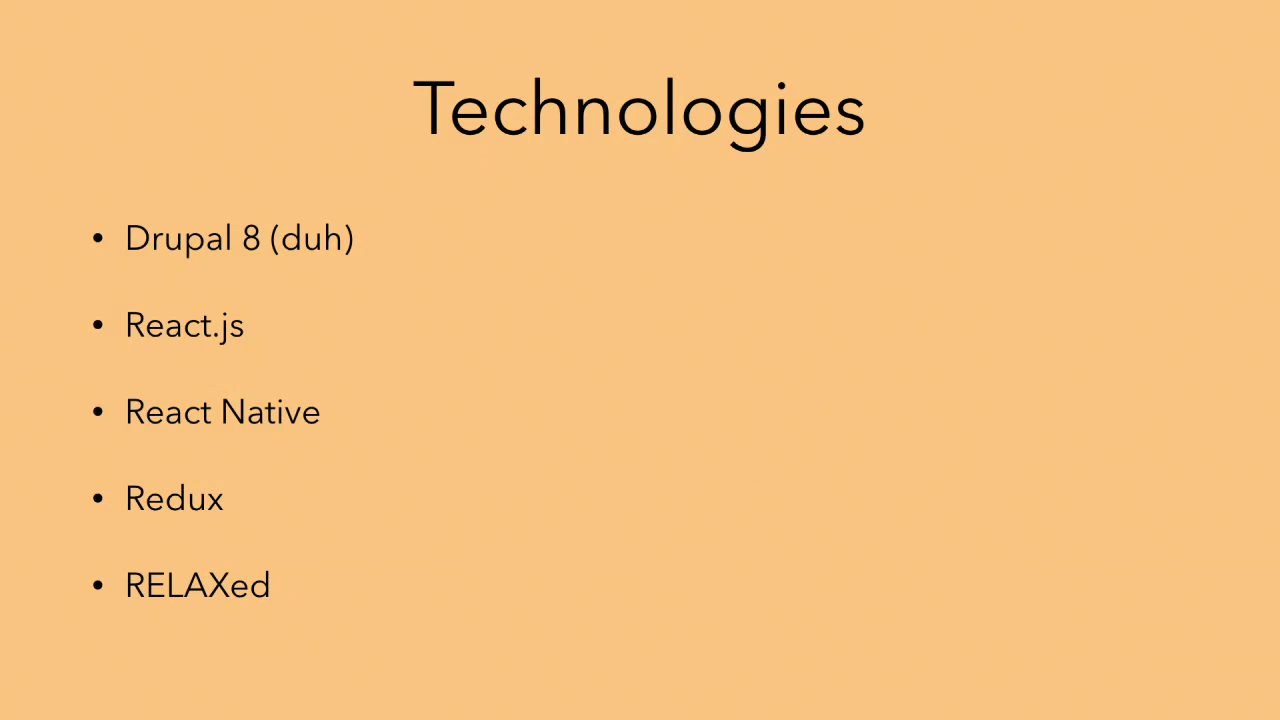 Technologies
• Drupal 8 (duh)
• React.js
• React Native
• Redux
• RELAXed